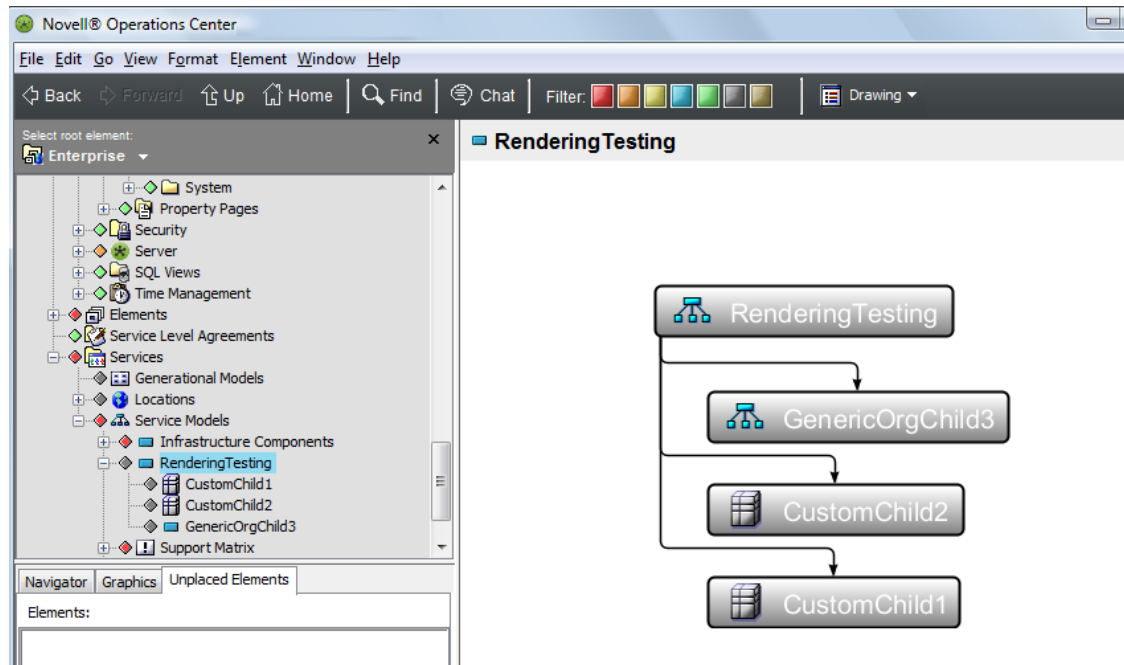 Novell® Operations Center
File Edit Go View Format Element Window Help
Back Forward Up Home Find Chat Filter: Drawing
Select root element:
Enterprise
System
Property Pages
Security
Server
SQL Views
Time Management
Elements
Service Level Agreements
Services
Generational Models
Locations
Service Models
Infrastructure Components
RenderingTesting
CustomChild1
CustomChild2
GenericOrgChild3
Support Matrix
Navigator Graphics Unplaced Elements
Elements:
RenderingTesting
RenderingTesting
GenericOrgChild3
CustomChild2
CustomChild1